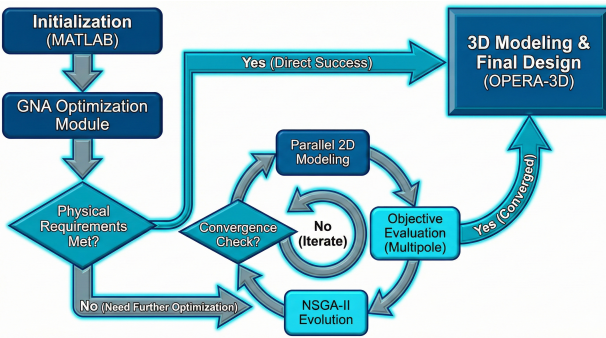 Initialization
(MATLAB)
GNA Optimization
Module
Physical
Requirements
Met?
Yes (Direct Success)
3D Modeling &
Final Design
(OPERA-3D)
No (Need Further Optimization)
Parallel 2D
Modeling
Objective
Evaluation
(Multipole)
NSGA-II
Evolution
Convergence
Check?
No
(Iterate)
Yes (Converged)